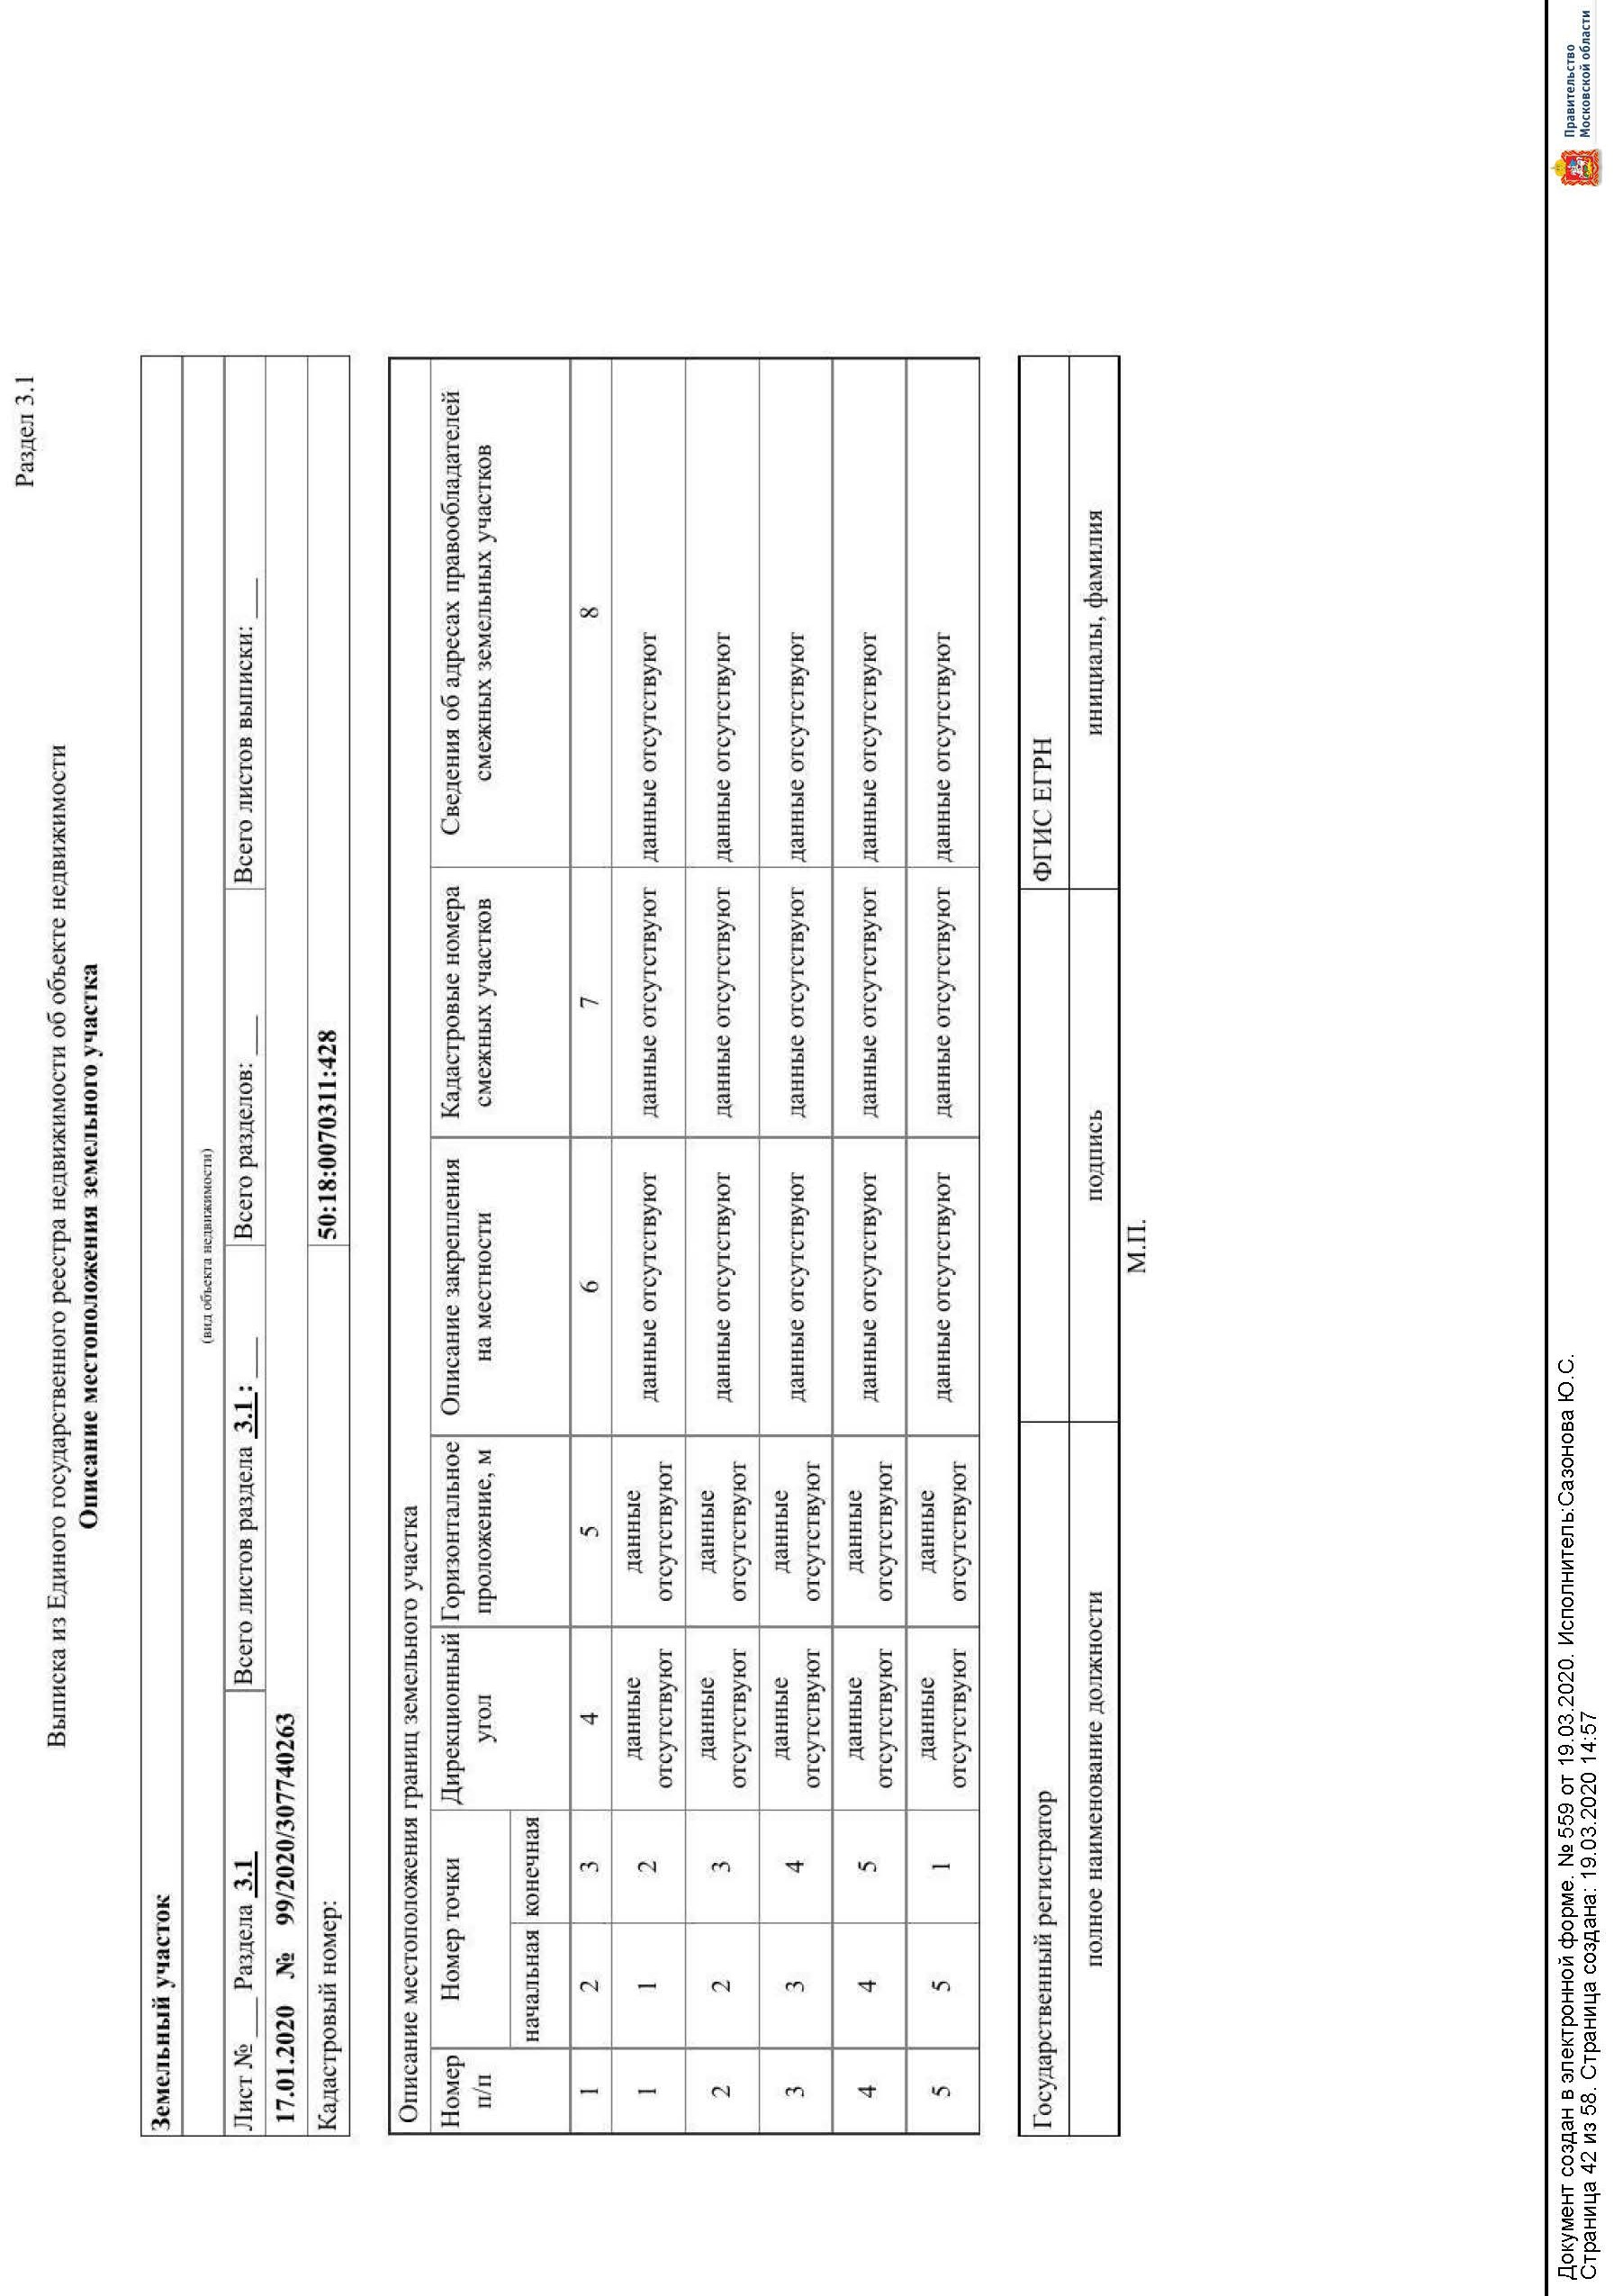 Раздел 3.1
Выписка из Единого государственного реестра недвижимости об объекте недвижимости
Описание местоположения земельного участка
Земельный участок
(вид объекта недвижимости)
Лист № ___ Раздела 3.1 Всего листов раздела 3.1 : ___ Всего разделов: ___ Всего листов выписки: ___
17.01.2020 № 99/2020/307740263
Кадастровый номер: 50:18:0070311:428
Описание местоположения границ земельного участка
Номер Номер точки Дирекционный Горизонтальное Описание закрепления Кадастровые номера Сведения об адресах правообладателей
п/п угол проложение, м на местности смежных участков смежных земельных участков
начальная конечная
1 2 3 4 5 6 7 8
1 1 2 данные отсутствуют данные отсутствуют данные отсутствуют данные отсутствуют данные отсутствуют
2 2 3 данные отсутствуют данные отсутствуют данные отсутствуют данные отсутствуют данные отсутствуют
3 3 4 данные отсутствуют данные отсутствуют данные отсутствуют данные отсутствуют данные отсутствуют
4 4 5 данные отсутствуют данные отсутствуют данные отсутствуют данные отсутствуют данные отсутствуют
5 5 1 данные отсутствуют данные отсутствуют данные отсутствуют данные отсутствуют данные отсутствуют
Государственный регистратор ФГИС ЕГРН
полное наименование должности подпись инициалы, фамилия
М.П.
Документ создан в электронной форме. № 559 от 19.03.2020. Исполнитель:Сазонова Ю.С.
Страница 42 из 58. Страница создана: 19.03.2020 14:57
Правительство
Московской области